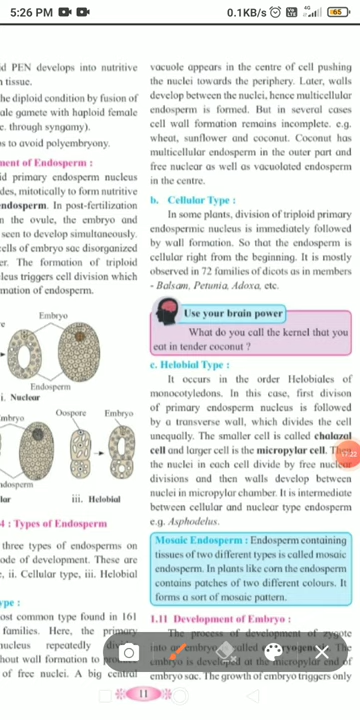 5:26 PM
0.1KB/s
4G
65
id PEN develops into nutritive
n tissue.
he diploid condition by fusion of
ale gamete with haploid female
e. through syngamy).
ps to avoid polyembryony.
ment of Endosperm :
id primary endosperm nucleus
des, mitotically to form nutritive
ndosperm. In post-fertilization
n the ovule, the embryo and
seen to develop simultaneously.
cells of embryo sac disorganized
er. The formation of triploid
leus triggers cell division which
mation of endosperm.
Embryo
re
Endosperm
i. Nuclear
mbryo
Oospore
Embryo
ndosperm
lar
iii. Helobial
4 : Types of Endosperm
three types of endosperms on
ode of development. These are
, ii. Cellular type, iii. Helobial
ype :
ost common type found in 161
families. Here, the primary
nucleus repeatedly
hout wall formation to
of free nuclei. A big central
vacuole appears in the centre of cell pushing
the nuclei towards the periphery. Later, walls
develop between the nuclei, hence multicellular
endosperm is formed. But in several cases
cell wall formation remains incomplete. e.g.
wheat, sunflower and coconut. Coconut has
multicellular endosperm in the outer part and
free nuclear as well as vacuolated endosperm
in the centre.
b. Cellular Type :
In some plants, division of triploid primary
endospermic nucleus is immediately followed
by wall formation. So that the endosperm is
cellular right from the beginning. It is mostly
observed in 72 families of dicots as in members
- Balsam, Petunia, Adoxa, etc.
Use your brain power
What do you call the kernel that you
eat in tender coconut ?
c. Helobial Type :
It occurs in the order Helobiales of
monocotyledons. In this case, first divison
of primary endosperm nucleus is followed
by a transverse wall, which divides the cell
unequally. The smaller cell is called chalazal
cell and larger cell is the micropylar cell.
17:22
the nuclei in each cell divide by free nuclear
divisions and then walls develop between
nuclei in micropylar chamber. It is intermediate
between cellular and nuclear type endosperm
e.g. Asphodelus.
Mosaic Endosperm : Endosperm containing
tissues of two different types is called mosaic
endosperm. In plants like corn the endosperm
contains patches of two different colours. It
forms a sort of mosaic pattern.
1.11 Development of Embryo :
The process of development of zygote
into
embryo is developed at the micropylar end of
embryo sac. The growth of embryo triggers only
11